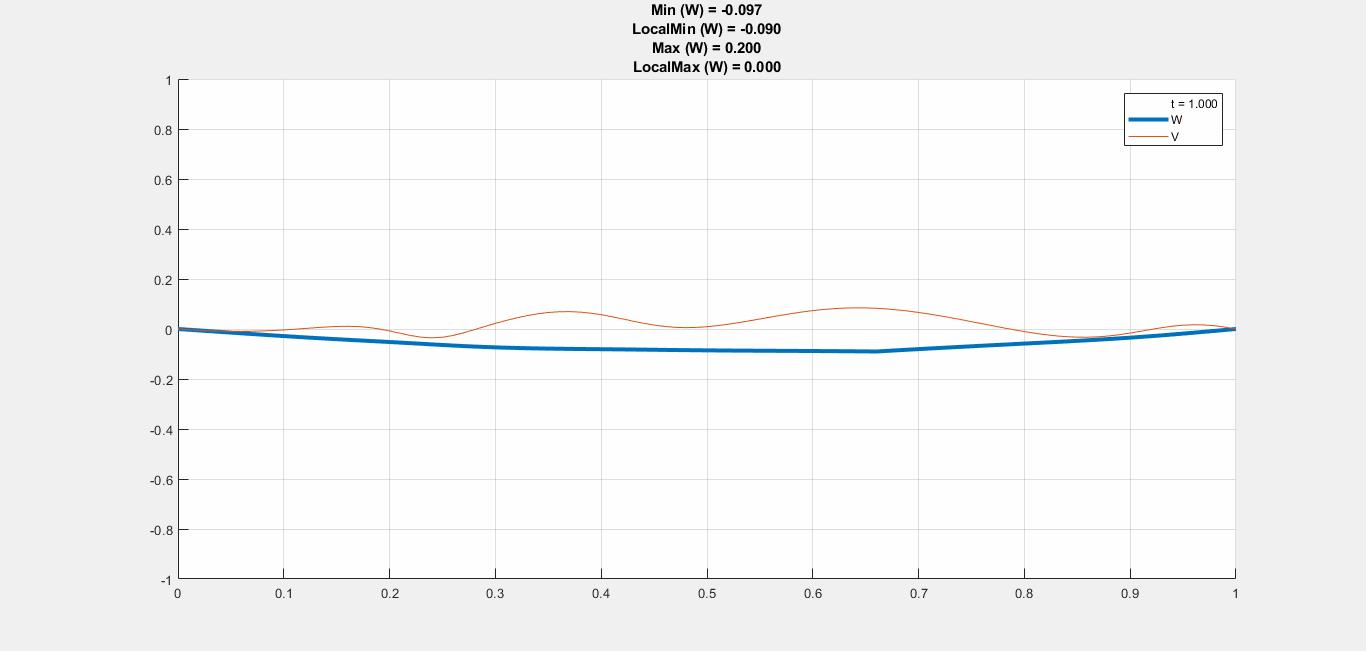 Min (W) = -0.097
LocalMin (W) = -0.090
Max (W) = 0.200
LocalMax (W) = 0.000
t = 1.000
W
V
1
0.8
0.6
0.4
0.2
0
-0.2
-0.4
-0.6
-0.8
-1
0 0.1 0.2 0.3 0.4 0.5 0.6 0.7 0.8 0.9 1